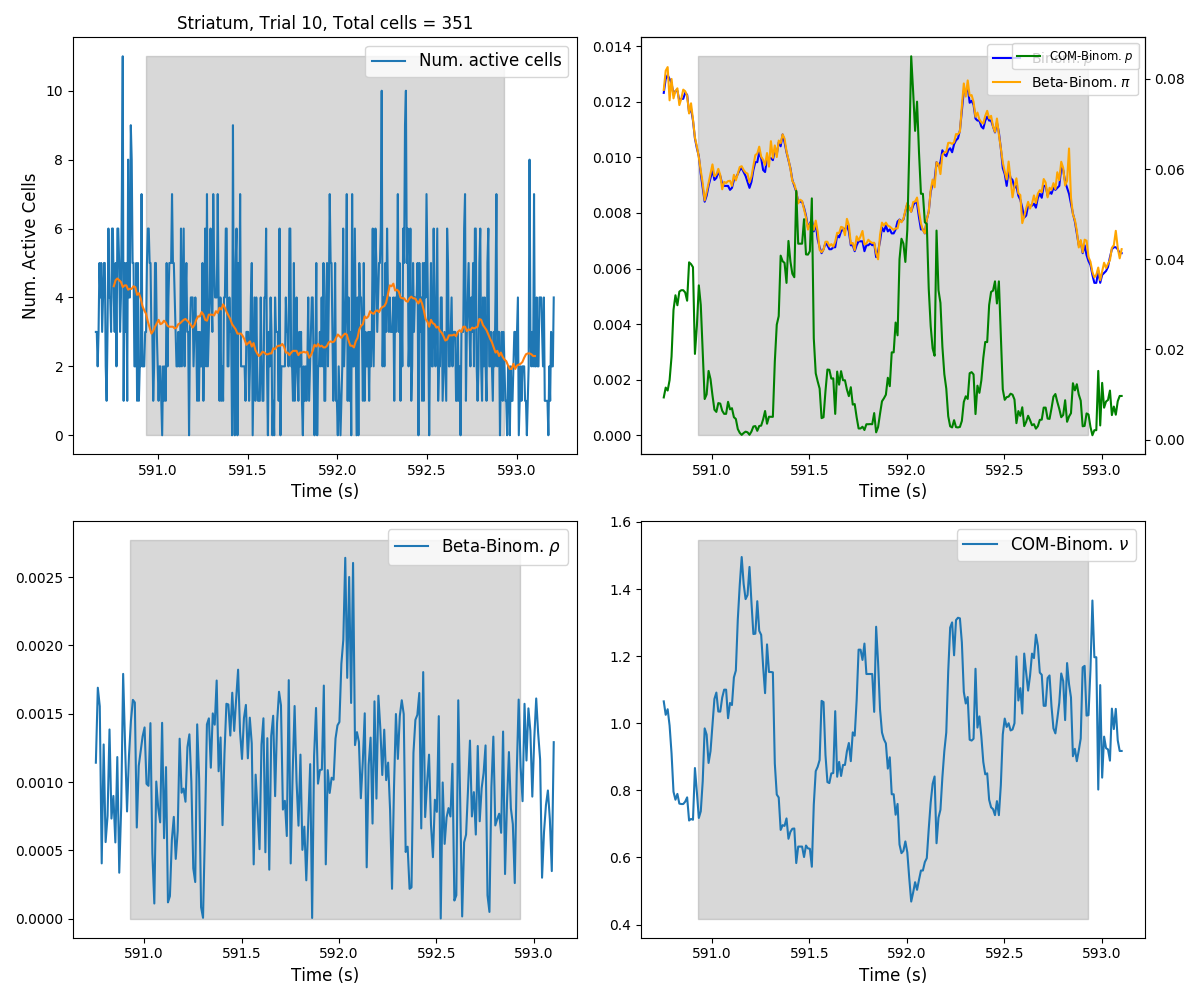 Striatum, Trial 10, Total cells = 351
Num. Active Cells
10
8
6
4
2
0
Num. active cells
591.0 591.5 592.0 592.5 593.0
Time (s)
0.014
0.012
0.010
0.008
0.006
0.004
0.002
0.000
COM-Binom. p
Beta-Binom. π
0.08
0.06
0.04
0.02
0.00
591.0 591.5 592.0 592.5 593.0
Time (s)
0.0025
0.0020
0.0015
0.0010
0.0005
0.0000
Beta-Binom. ρ
591.0 591.5 592.0 592.5 593.0
Time (s)
1.6
1.4
1.2
1.0
0.8
0.6
0.4
COM-Binom. ν
591.0 591.5 592.0 592.5 593.0
Time (s)